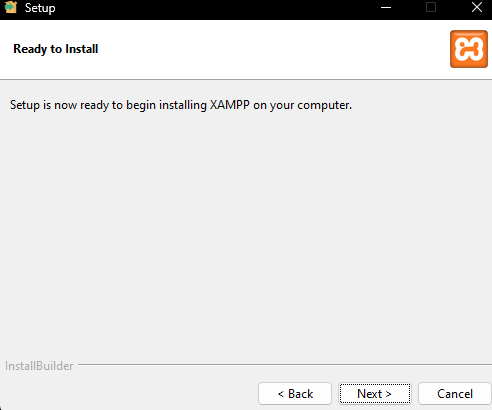 Setup
Ready to Install
Setup is now ready to begin installing XAMPP on your computer.
InstallBuilder
< Back
Next >
Cancel